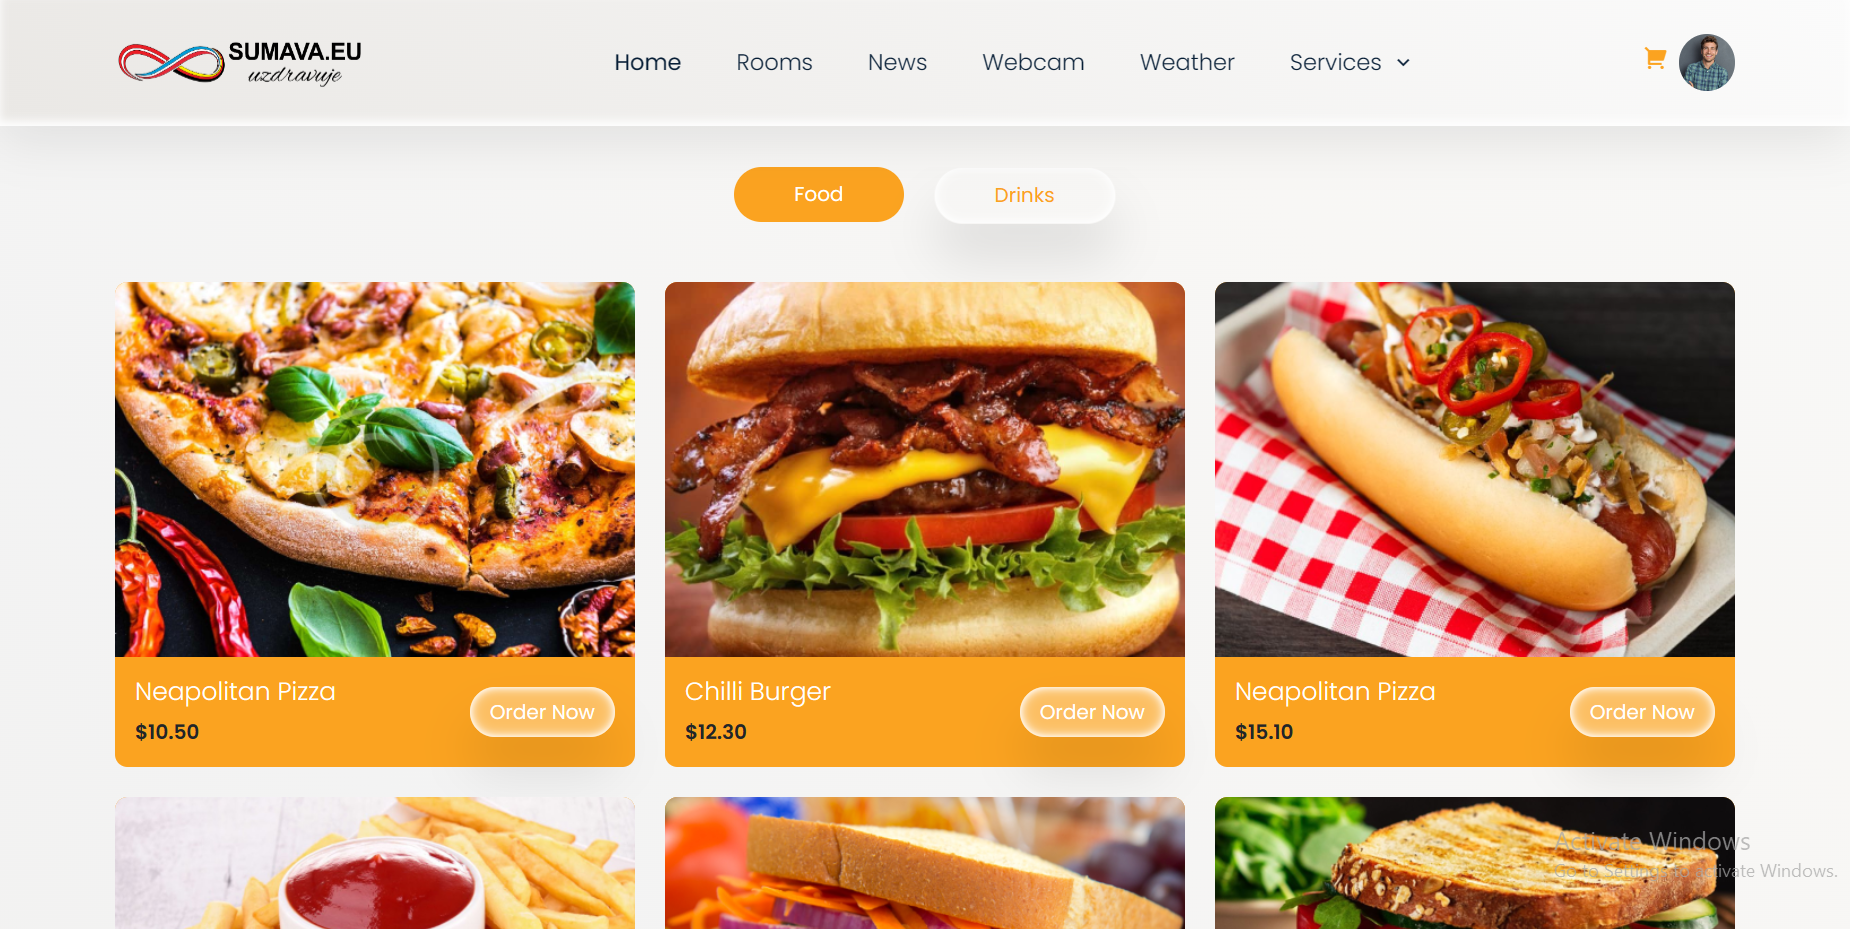 SUMAVA.EU
uzdravuje
Home Rooms News Webcam Weather Services
Food Drinks
Neapolitan Pizza
$10.50
Order Now
Chilli Burger
$12.30
Order Now
Neapolitan Pizza
$15.10
Order Now
Activate Windows
Go to Settings to activate Windows.